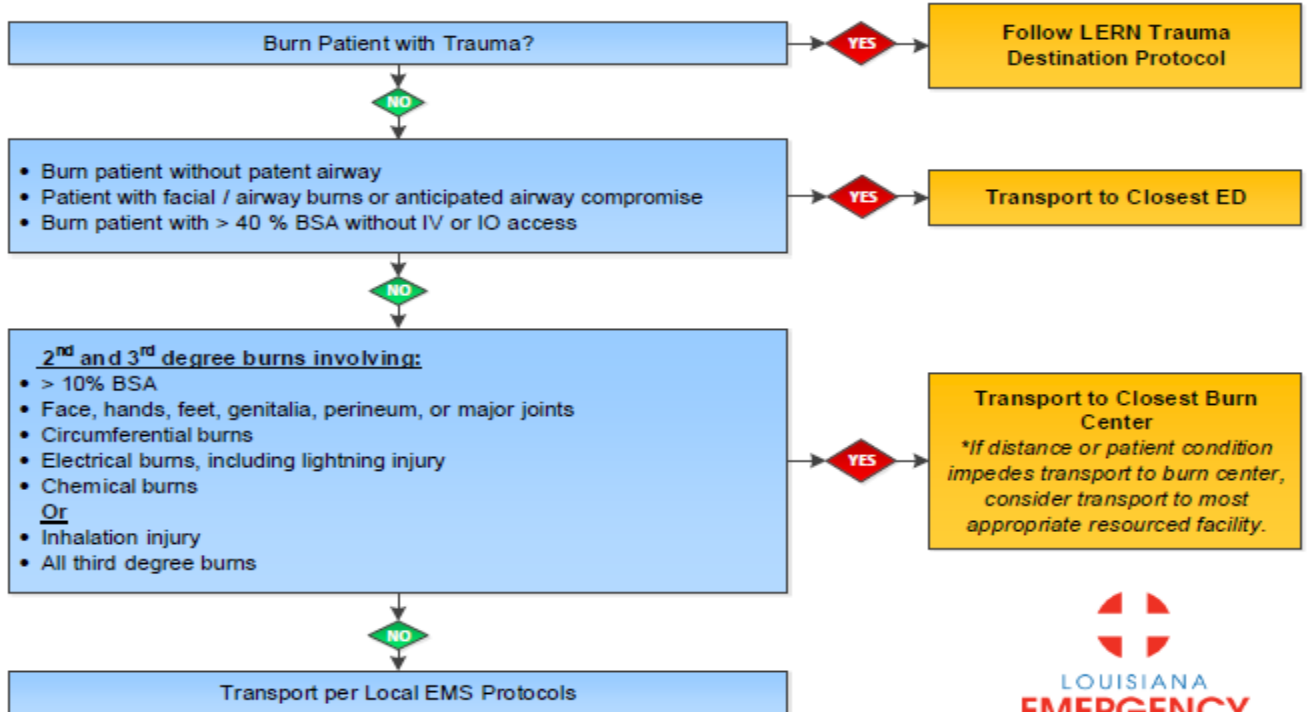 Burn Patient with Trauma?
YES
Follow LERN Trauma
Destination Protocol
NO
• Burn patient without patent airway
• Patient with facial / airway burns or anticipated airway compromise
• Burn patient with > 40 % BSA without IV or IO access
YES
Transport to Closest ED
NO
2nd and 3rd degree burns involving:
• > 10% BSA
• Face, hands, feet, genitalia, perineum, or major joints
• Circumferential burns
• Electrical burns, including lightning injury
• Chemical burns
Or
• Inhalation injury
• All third degree burns
YES
Transport to Closest Burn
Center
*If distance or patient condition
impedes transport to burn center,
consider transport to most
appropriate resourced facility.
NO
Transport per Local EMS Protocols
LOUISIANA
EMERGENCY